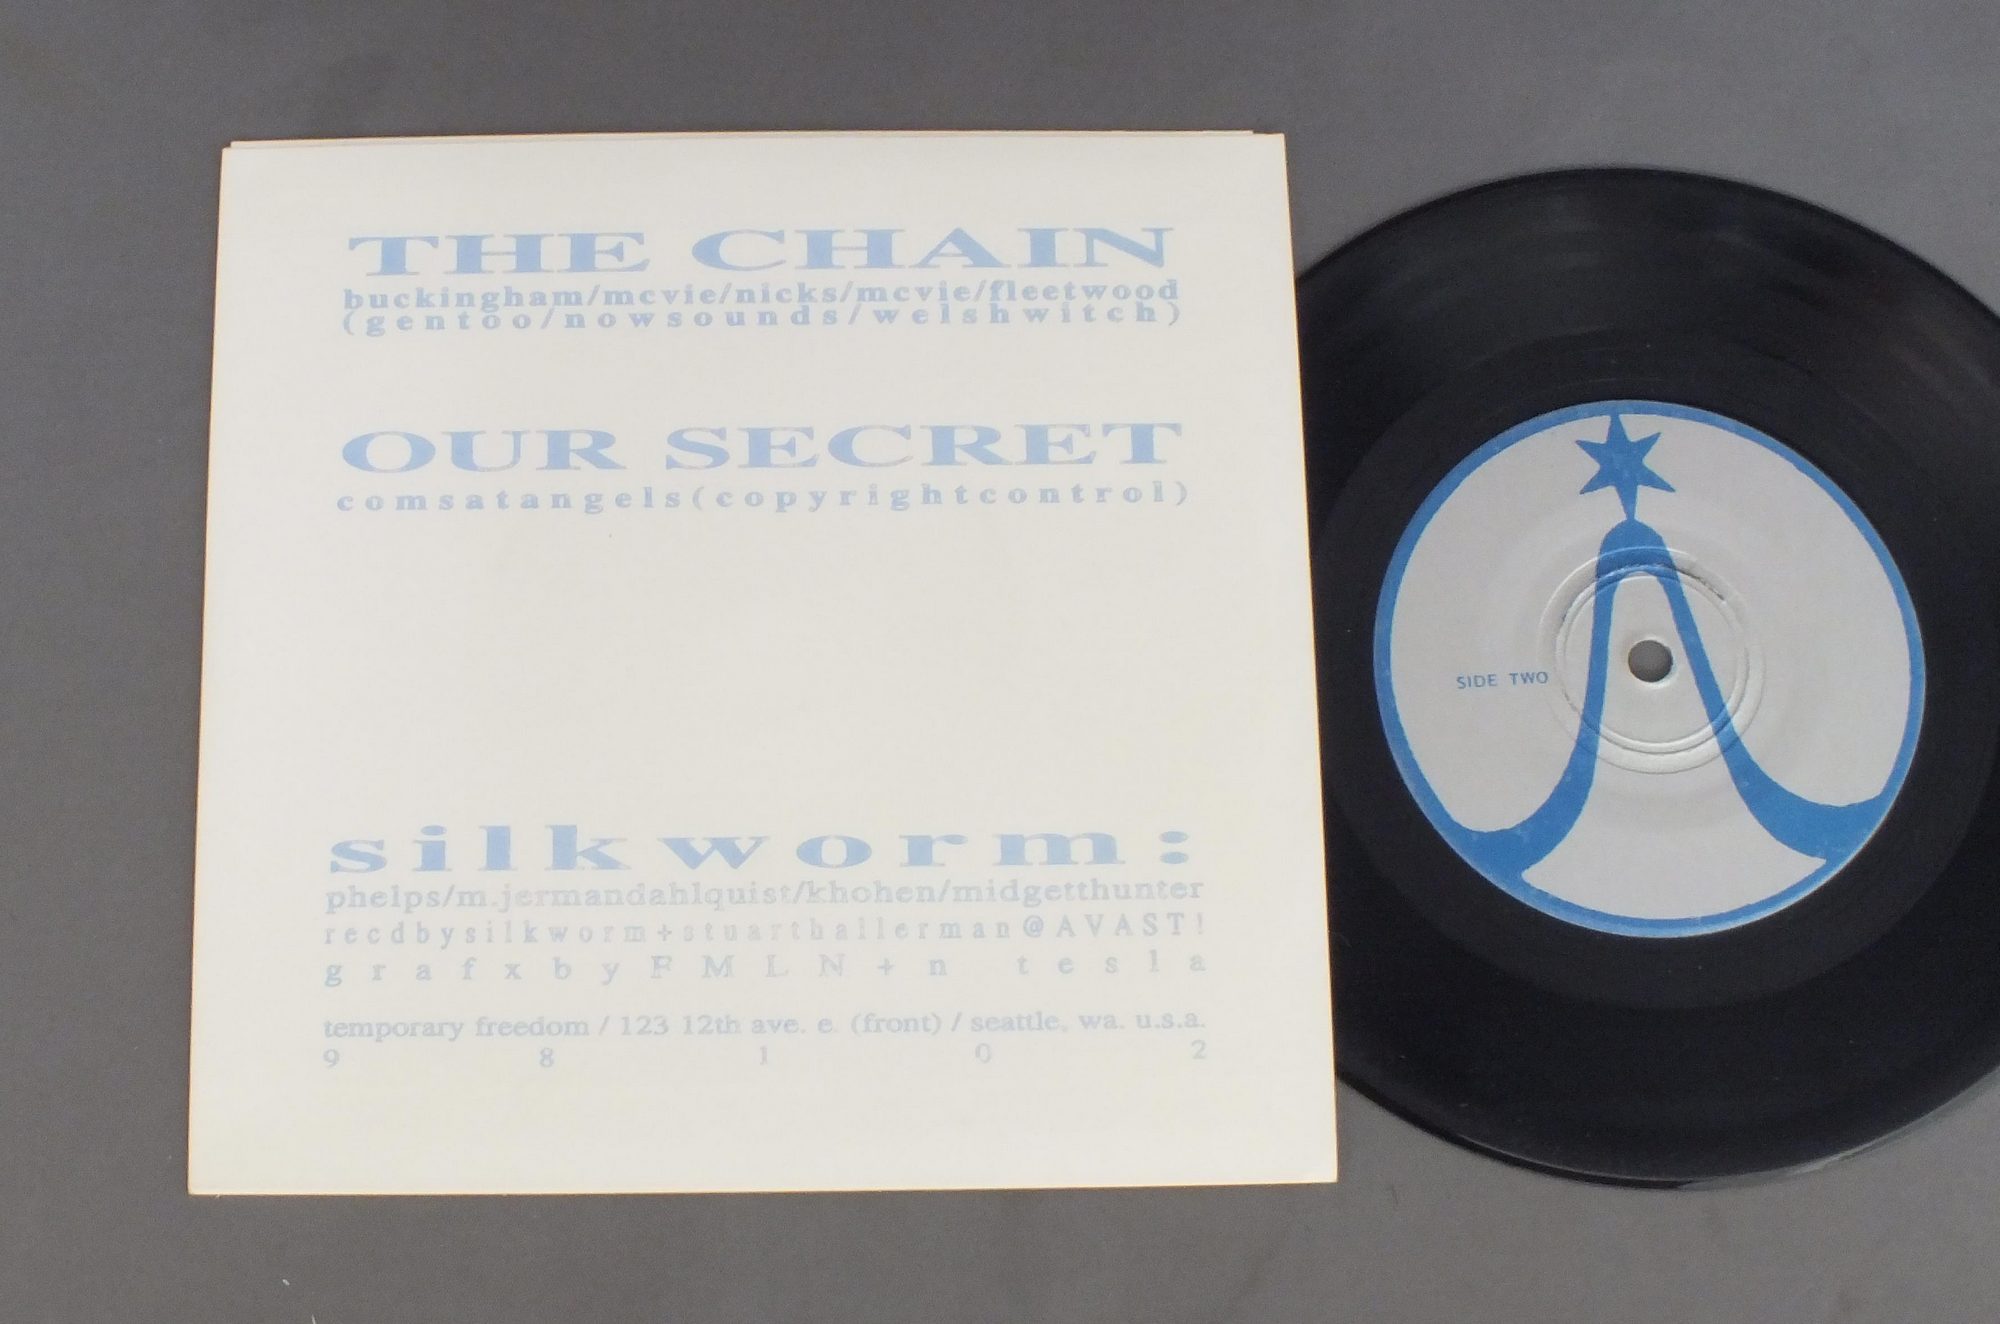 THE CHAIN
buckingham/mcvie/nicks/mcvie/fleetwood
(gentoo/nowsounds/welshwitch)
OUR SECRET
comsatangels(copyrightcontrol)
silkworm:
phelps/m.jermandahlquist/khohen/midgetthunter
recdbysilkworm+stuarthallerman@AVAST!
grafxbyFMLN+n tesla
temporary freedom / 123 12th ave. e. (front) / seattle, wa. u.s.a.
9 8 1 0 2
SIDE TWO